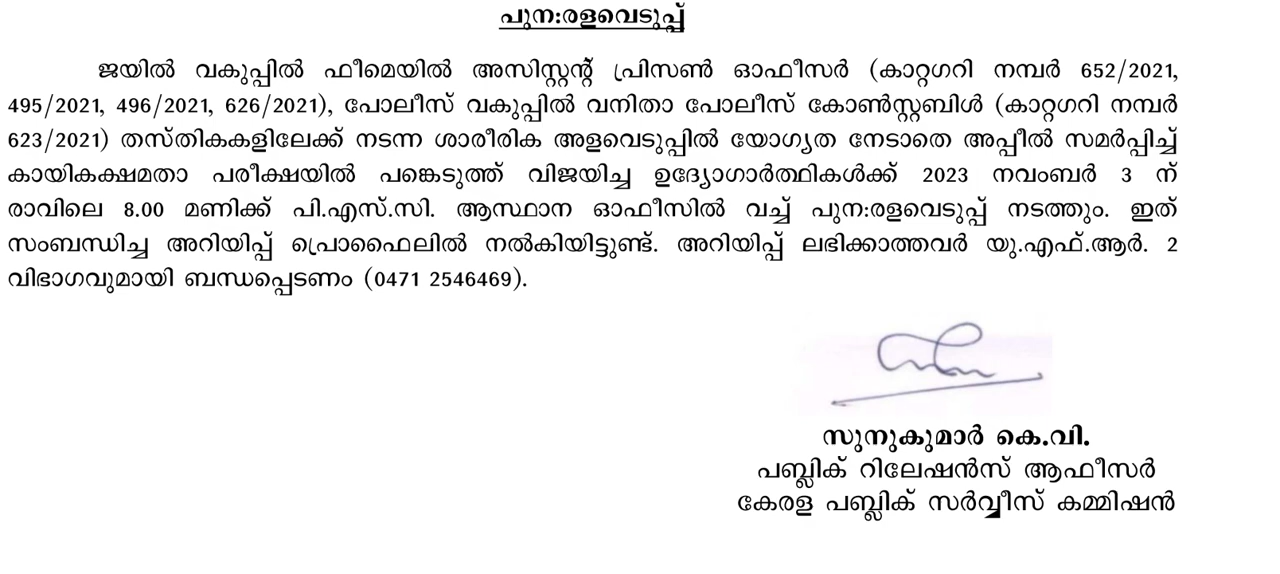 പുന:രളവെടുപ്പ്
ജയിൽ വകുപ്പിൽ ഫീമെയിൽ അസിസ്റ്റന്റ് പ്രിസൺ ഓഫീസർ (കാറ്റഗറി നമ്പർ 652/2021,
495/2021, 496/2021, 626/2021), പോലീസ് വകുപ്പിൽ വനിതാ പോലീസ് കോൺസ്റ്റബിൾ (കാറ്റഗറി നമ്പർ
623/2021) തസ്തികകളിലേക്ക് നടന്ന ശാരീരിക അളവെടുപ്പിൽ യോഗ്യത നേടാതെ അപ്പീൽ സമർപ്പിച്ച്
കായികക്ഷമതാ പരീക്ഷയിൽ പങ്കെടുത്ത് വിജയിച്ച ഉദ്യോഗാർത്ഥികൾക്ക് 2023 നവംബർ 3 ന്
രാവിലെ 8.00 മണിക്ക് പി.എസ്.സി. ആസ്ഥാന ഓഫീസിൽ വച്ച് പുന:രളവെടുപ്പ് നടത്തും. ഇത്
സംബന്ധിച്ച അറിയിപ്പ് പ്രൊഫൈലിൽ നൽകിയിട്ടുണ്ട്. അറിയിപ്പ് ലഭിക്കാത്തവർ യു.എഫ്.ആർ. 2
വിഭാഗവുമായി ബന്ധപ്പെടണം (0471 2546469).
സുനുകുമാർ കെ.വി.
പബ്ലിക് റിലേഷൻസ് ആഫീസർ
കേരള പബ്ലിക് സർവ്വീസ് കമ്മിഷൻ